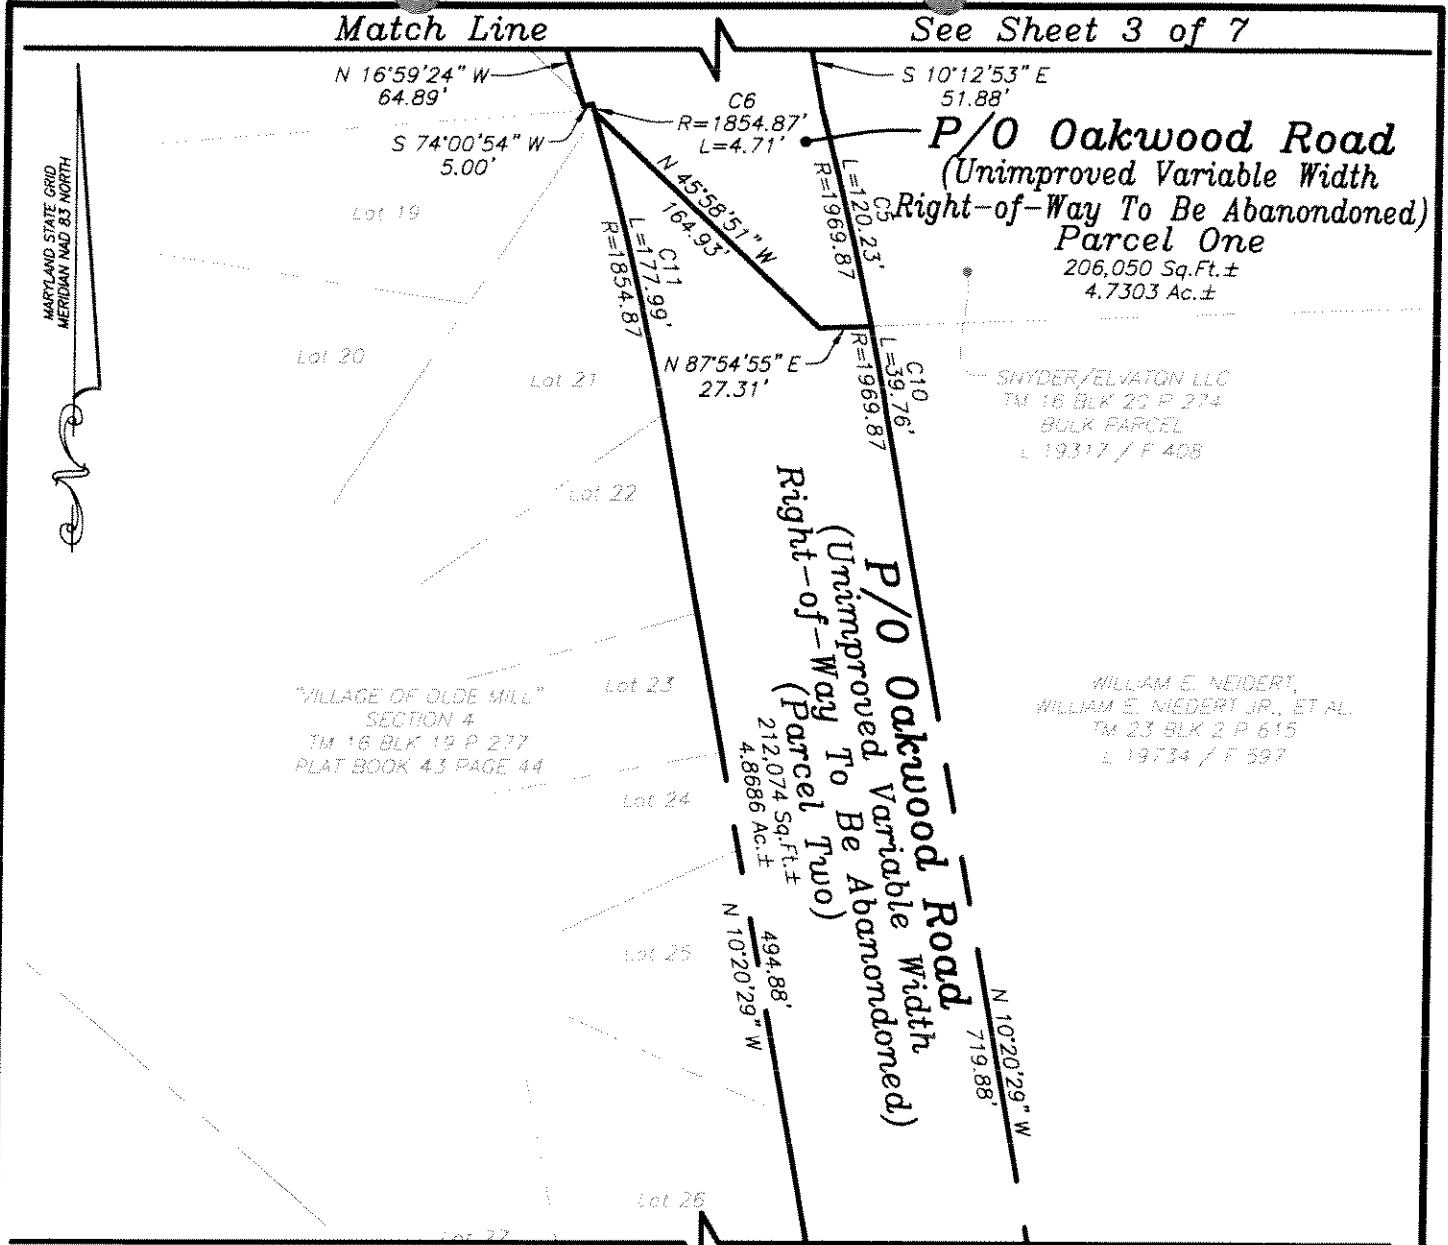 Match Line
See Sheet 3 of 7
N 16°59'24" W
64.89'
S 10°12'53" E
51.88'
C6
R=1854.87'
L=4.71'
S 74°00'54" W
5.00'
P/O Oakwood Road
(Unimproved Variable Width
Right-of-Way To Be Abanondoned)
Parcel One
206,050 Sq.Ft.±
4.7303 Ac.±
MARYLAND STATE GRID
MERIDIAN NAD 83 NORTH
N 45°58'51" W
164.93'
C5
L=120.23'
R=1969.87
Lot 19
C11
L=177.99'
R=1854.87
Lot 20
Lot 21
N 87°54'55" E
27.31'
C10
L=39.76'
R=1969.87
SNYDER/ELVATON LLC
TM 16 BLK 20 P 274
BULK PARCEL
L 19317 / F 408
Lot 22
P/O Oakwood Road
(Unimproved Variable Width
Right-of-Way To Be Abanondoned)
(Parcel Two)
212,074 Sq.Ft.±
4.8686 Ac.±
"VILLAGE OF OLDE MILL"
SECTION 4
TM 16 BLK 19 P 277
PLAT BOOK 43 PAGE 44
Lot 23
WILLIAM E. NEIDERT,
WILLIAM E. NIEDERT JR., ET AL.
TM 23 BLK 2 P 615
L 19734 / F 597
Lot 24
Lot 25
494.88'
N 10°20'29" W
N 10°20'29" W
719.88'
Lot 26
Lot 27